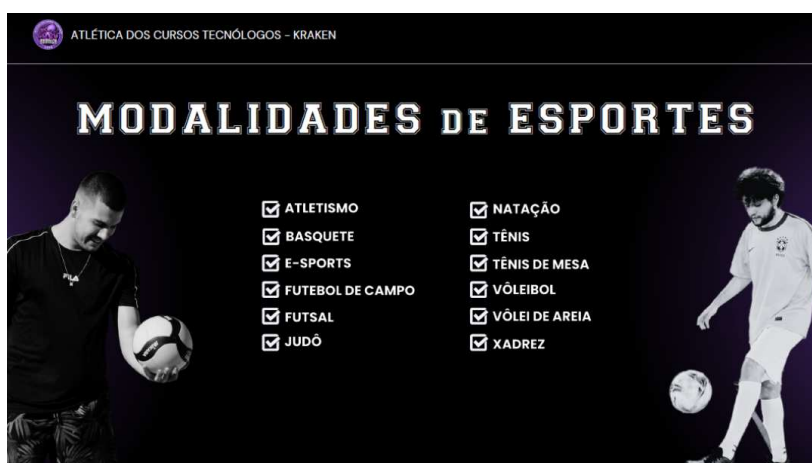 ATLÉTICA DOS CURSOS TECNÓLOGOS - KRAKEN
MODALIDADES DE ESPORTES
ATLETISMO
BASQUETE
E-SPORTS
FUTEBOL DE CAMPO
FUTSAL
JUDÔ
NATAÇÃO
TÊNIS
TÊNIS DE MESA
VÔLEIBOL
VÔLEI DE AREIA
XADREZ
FILA